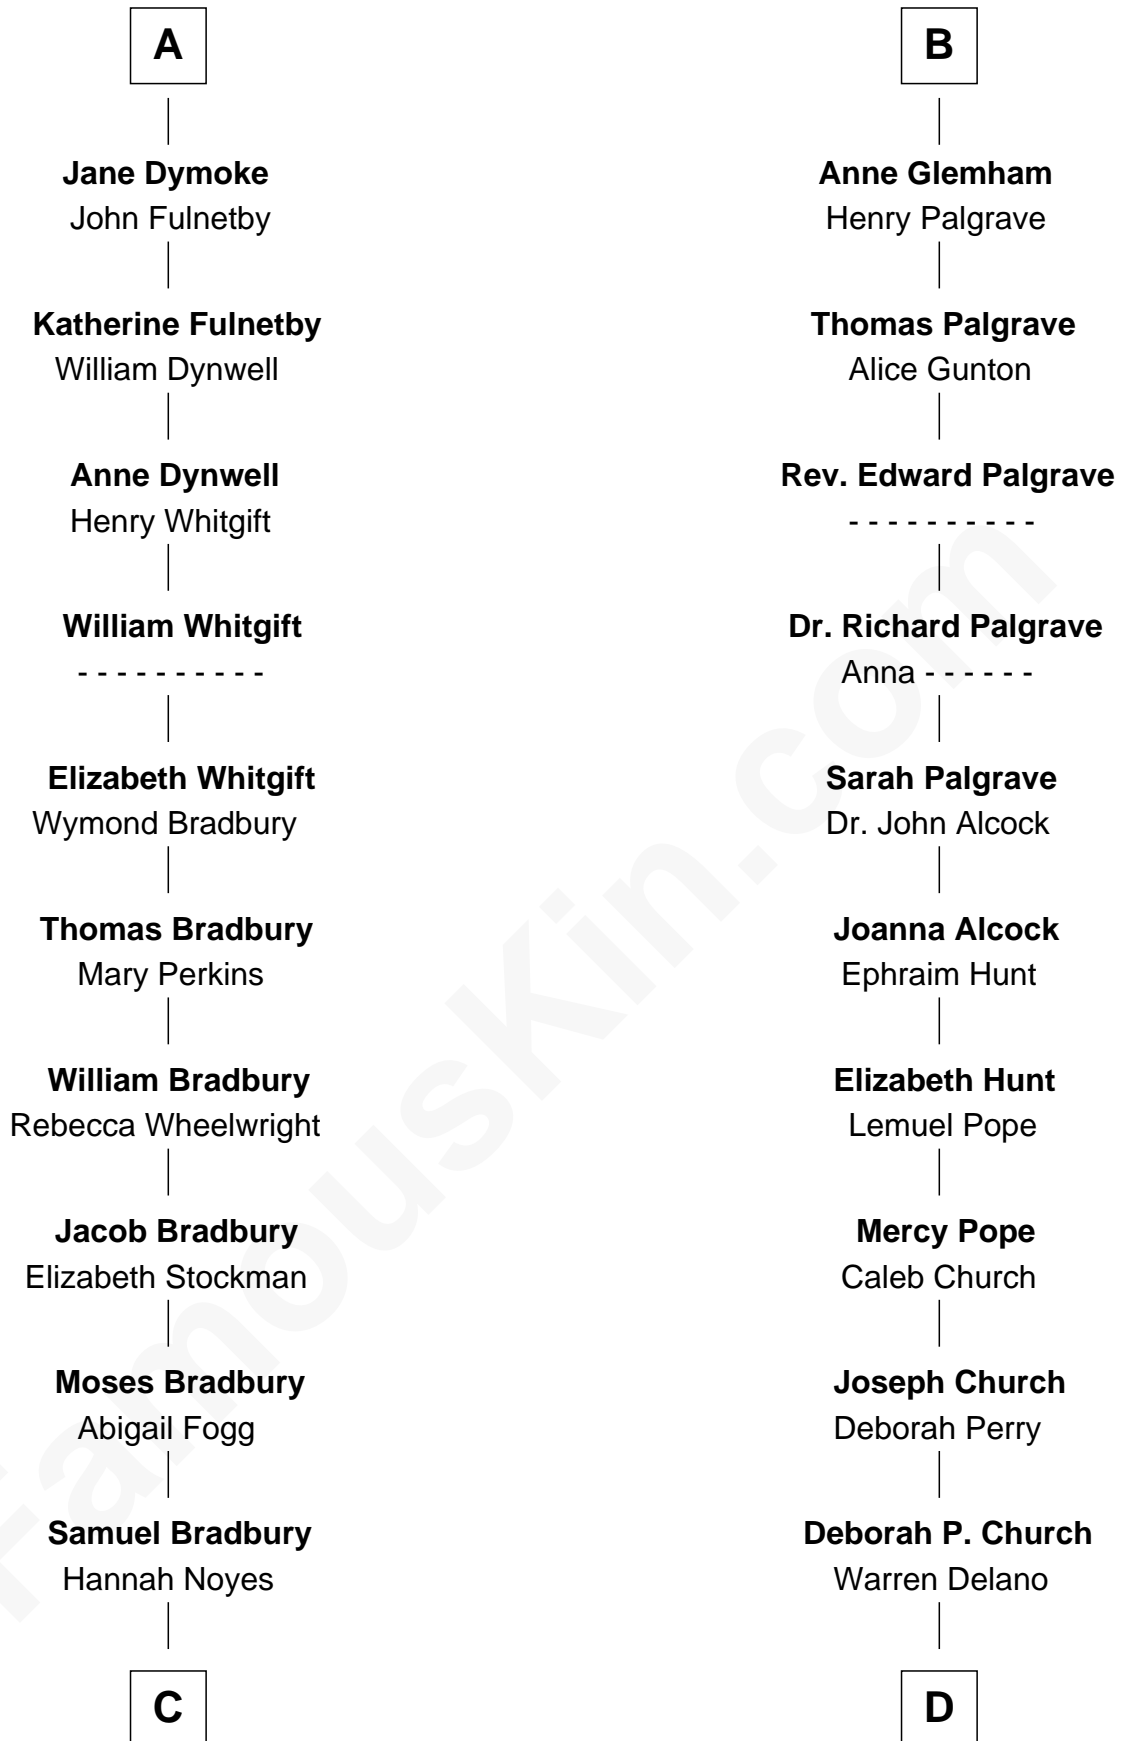 A
Jane Dymoke
John Fulnetby
Katherine Fulnetby
William Dynwell
Anne Dynwell
Henry Whitgift
William Whitgift
- - - - - - - - - -
Elizabeth Whitgift
Wymond Bradbury
Thomas Bradbury
Mary Perkins
William Bradbury
Rebecca Wheelwright
Jacob Bradbury
Elizabeth Stockman
Moses Bradbury
Abigail Fogg
Samuel Bradbury
Hannah Noyes
C
B
Anne Glemham
Henry Palgrave
Thomas Palgrave
Alice Gunton
Rev. Edward Palgrave
- - - - - - - - - -
Dr. Richard Palgrave
Anna - - - - - -
Sarah Palgrave
Dr. John Alcock
Joanna Alcock
Ephraim Hunt
Elizabeth Hunt
Lemuel Pope
Mercy Pope
Caleb Church
Joseph Church
Deborah Perry
Deborah P. Church
Warren Delano
D
FamousKin.com